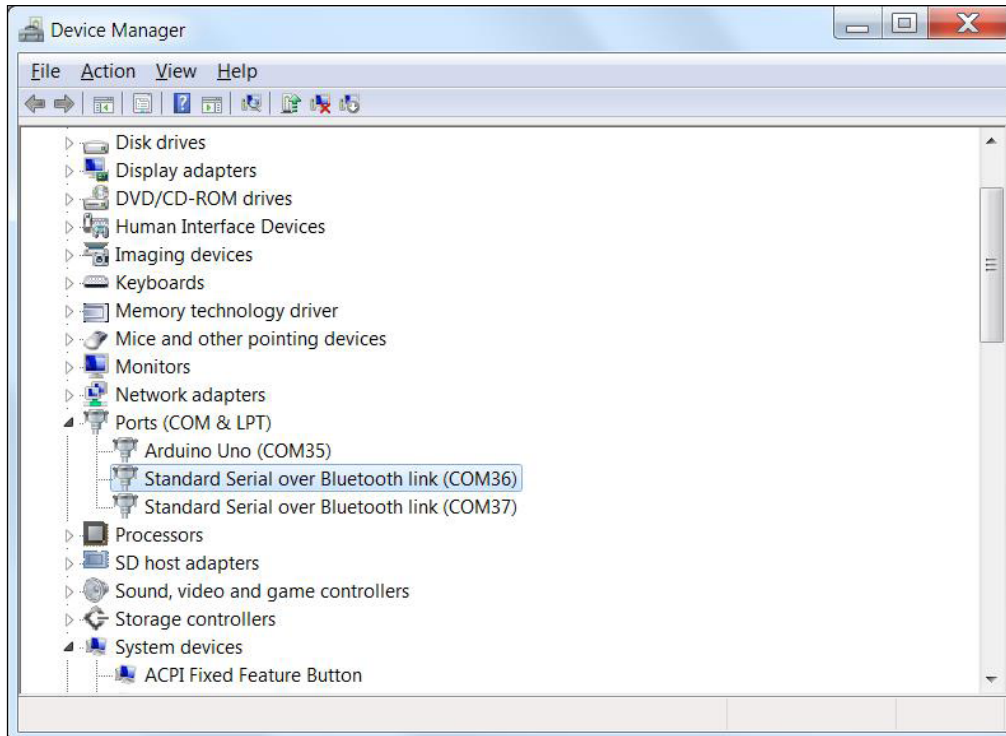 Device Manager
File Action View Help
Disk drives
Display adapters
DVD/CD-ROM drives
Human Interface Devices
Imaging devices
Keyboards
Memory technology driver
Mice and other pointing devices
Monitors
Network adapters
Ports (COM & LPT)
Arduino Uno (COM35)
Standard Serial over Bluetooth link (COM36)
Standard Serial over Bluetooth link (COM37)
Processors
SD host adapters
Sound, video and game controllers
Storage controllers
System devices
ACPI Fixed Feature Button